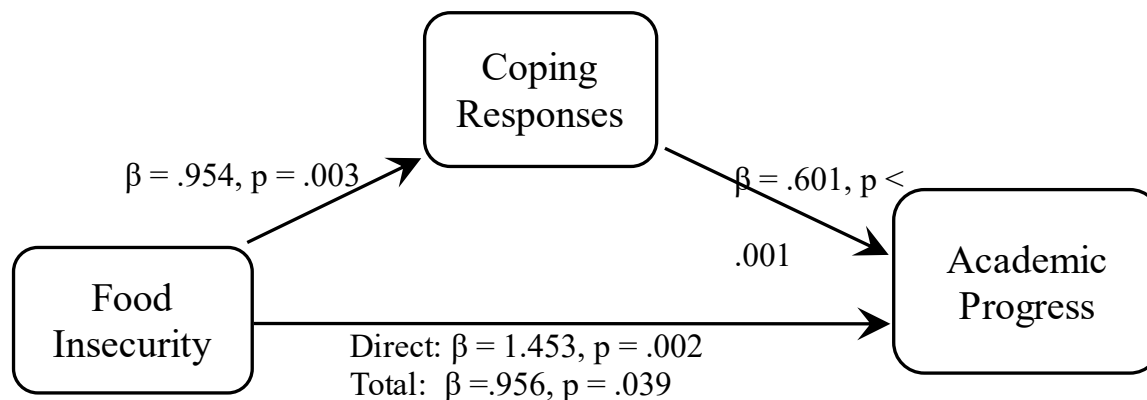 Coping
Responses
β = .954, p = .003
β = .601, p <
.001
Food
Insecurity
Academic
Progress
Direct: β = 1.453, p = .002
Total:  β =.956, p = .039